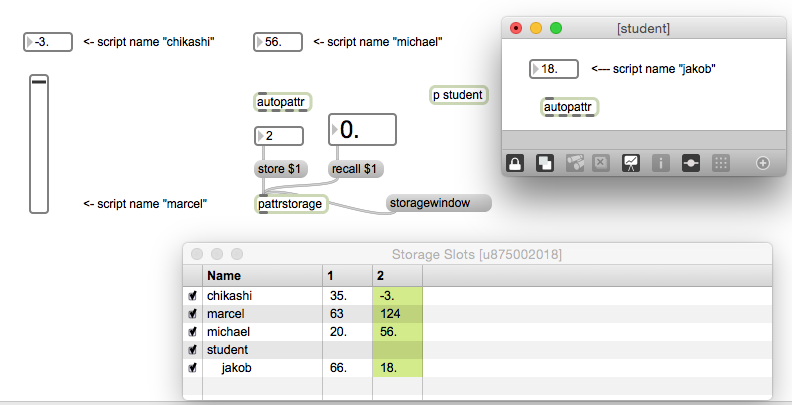 -3. <- script name "chikashi"
56. <- script name "michael"
[student]
18. <--- script name "jakob"
autopattr
autopattr
p student
2
0.
store $1
recall $1
<- script name "marcel"
pattrstorage
storagewindow
Storage Slots [u875002018]
Name 1 2
chikashi 35. -3.
marcel 63 124
michael 20. 56.
student
jakob 66. 18.